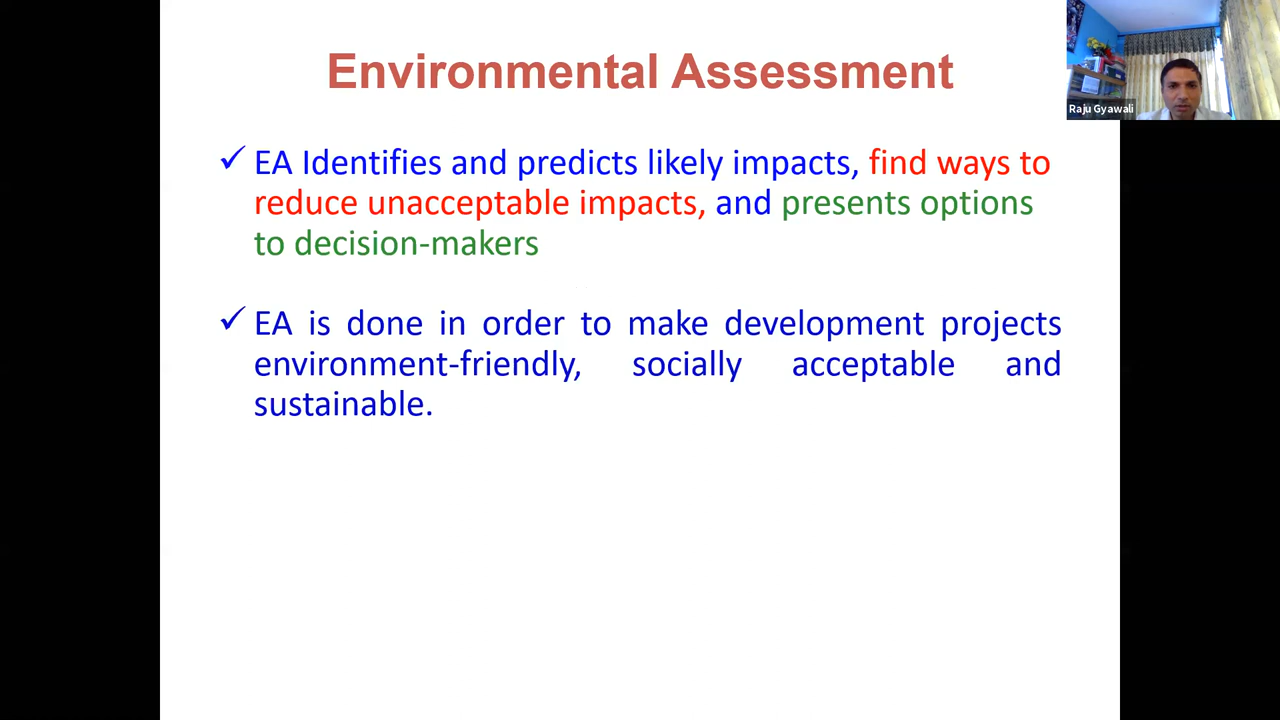 Environmental Assessment
Raju Gyawali
✓ EA Identifies and predicts likely impacts, find ways to
reduce unacceptable impacts, and presents options
to decision-makers
✓ EA is done in order to make development projects
environment-friendly, socially acceptable and
sustainable.